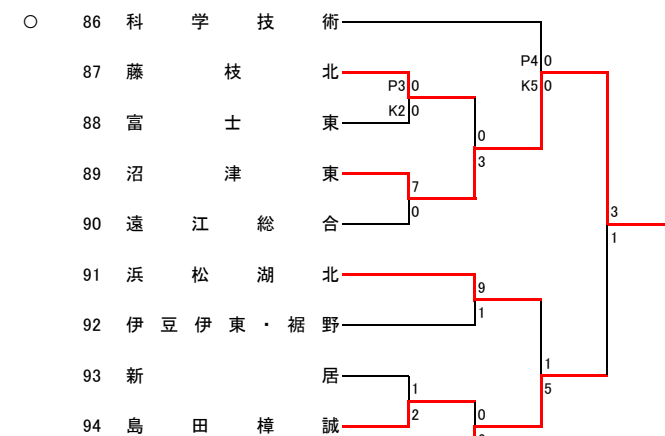 ○ 86 科学技術
P4 0
87 藤枝北
K5 0
P3 0
K2 0
88 富士東
0
3
89 沼津東
7
0
90 遠江総合
3
1
91 浜松湖北
9
1
92 伊豆伊東・裾野
1
5
93 新居
1
2
0
94 島田樟誠